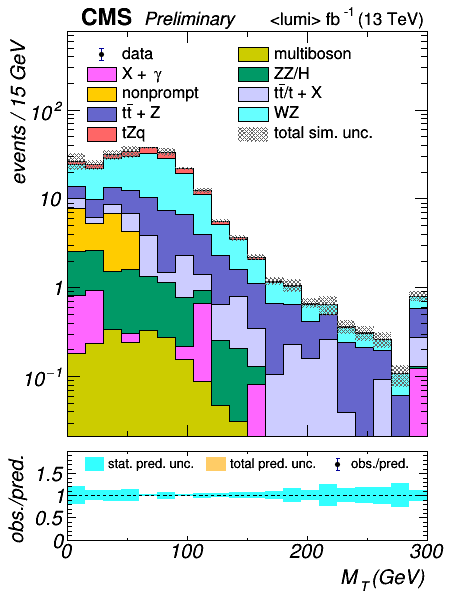 CMS Preliminary <lumi> fb⁻¹ (13 TeV)
events / 15 GeV
data
X + γ
nonprompt
tt̄ + Z
tZq
multiboson
ZZ/H
tt̄/t + X
WZ
total sim. unc.
10²
10
1
10⁻¹
obs./pred.
stat. pred. unc. total pred. unc. obs./pred.
1.5
1
0.5
0
0 100 200 300
M_T (GeV)